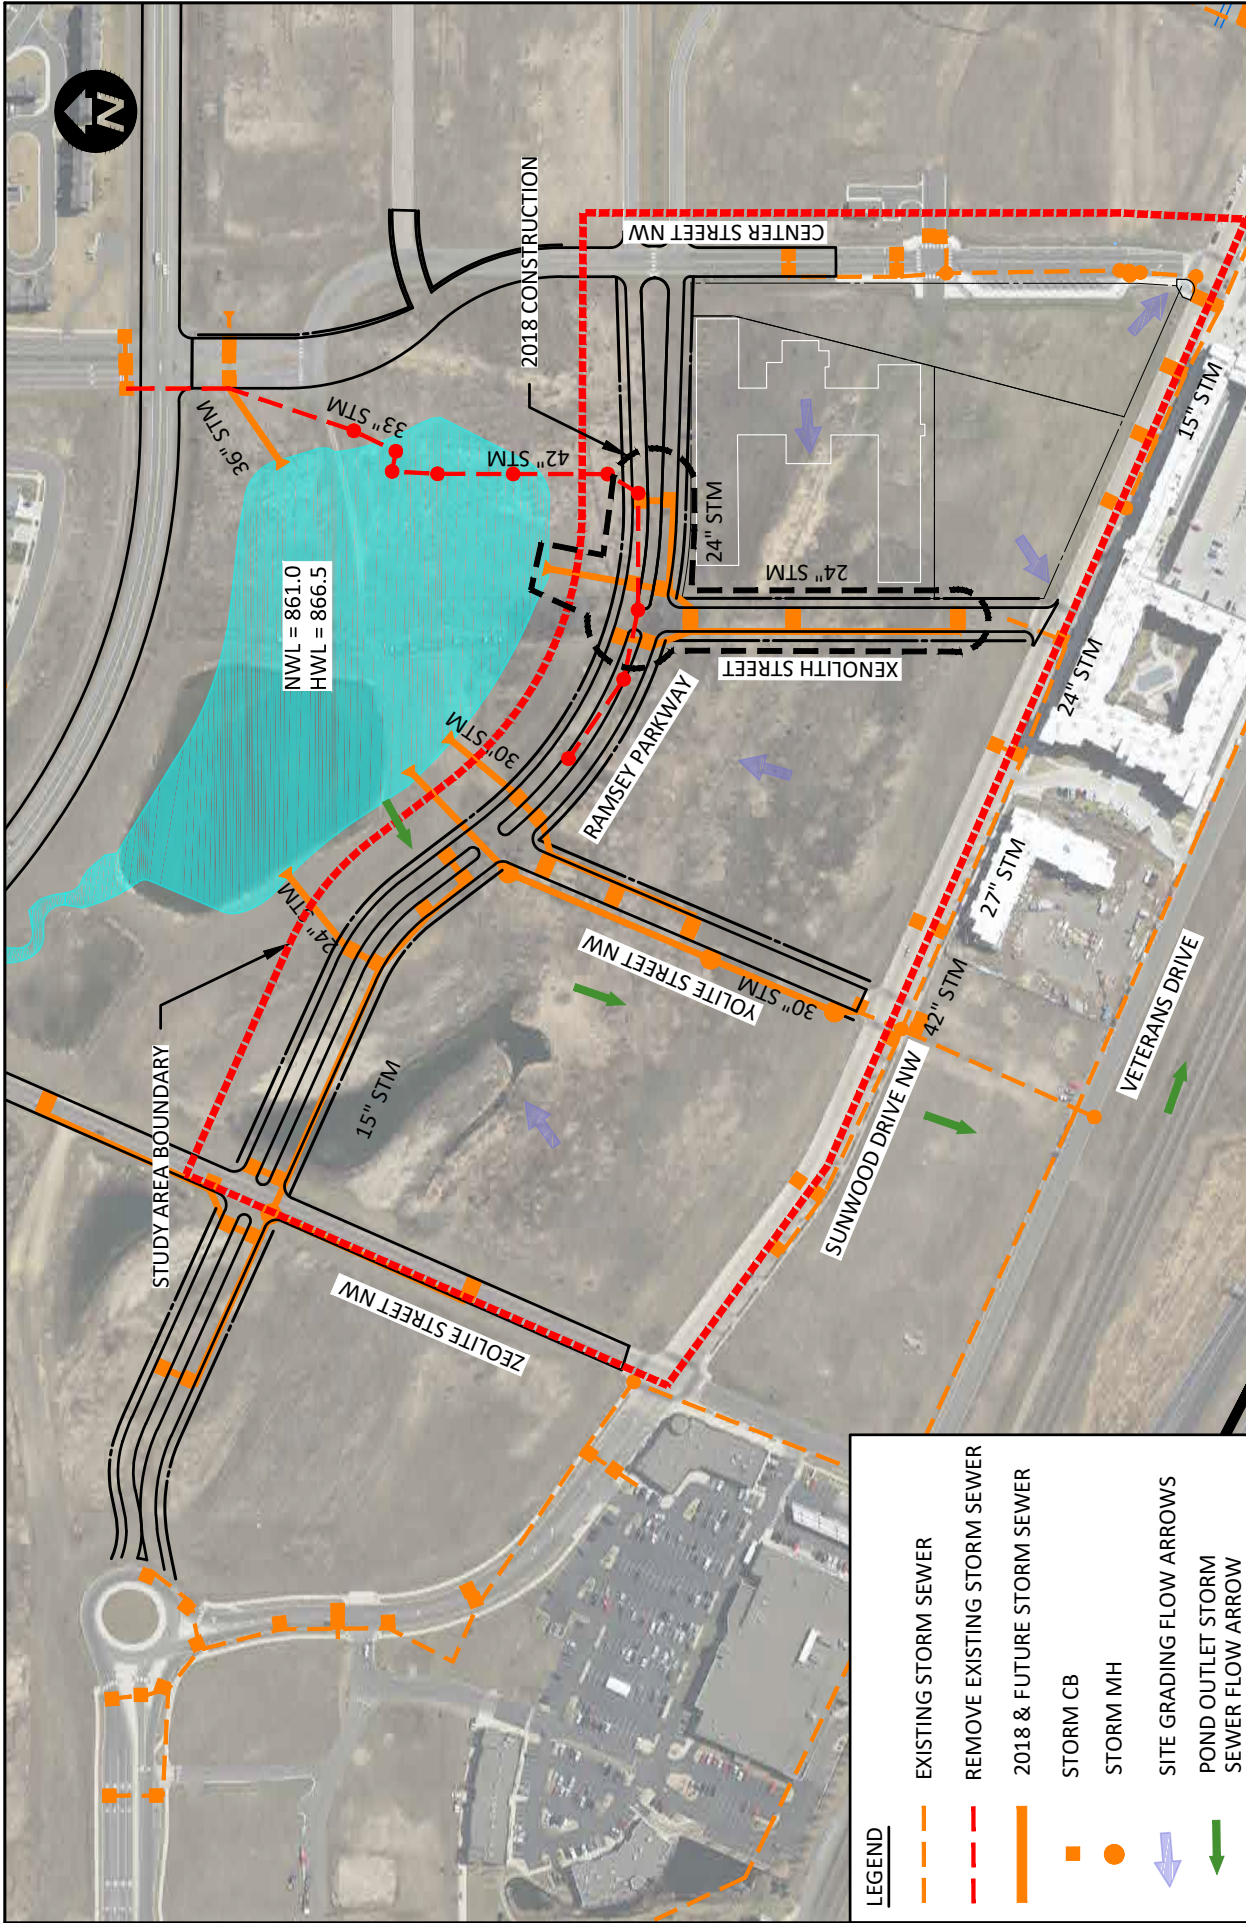 N
2018 CONSTRUCTION
CENTER STREET NW
36" STM
33" STM
42" STM
NWL = 861.0
HWL = 866.5
24" STM
24" STM
15" STM
XENOLITH STREET
24" STM
30" STM
RAMSEY PARKWAY
24" STM
27" STM
YOLITE STREET NW
30" STM
42" STM
STUDY AREA BOUNDARY
15" STM
VETERANS DRIVE
SUNWOOD DRIVE NW
ZEOLITE STREET NW
LEGEND
EXISTING STORM SEWER
REMOVE EXISTING STORM SEWER
2018 & FUTURE STORM SEWER
STORM CB
STORM MH
SITE GRADING FLOW ARROWS
POND OUTLET STORM
SEWER FLOW ARROW